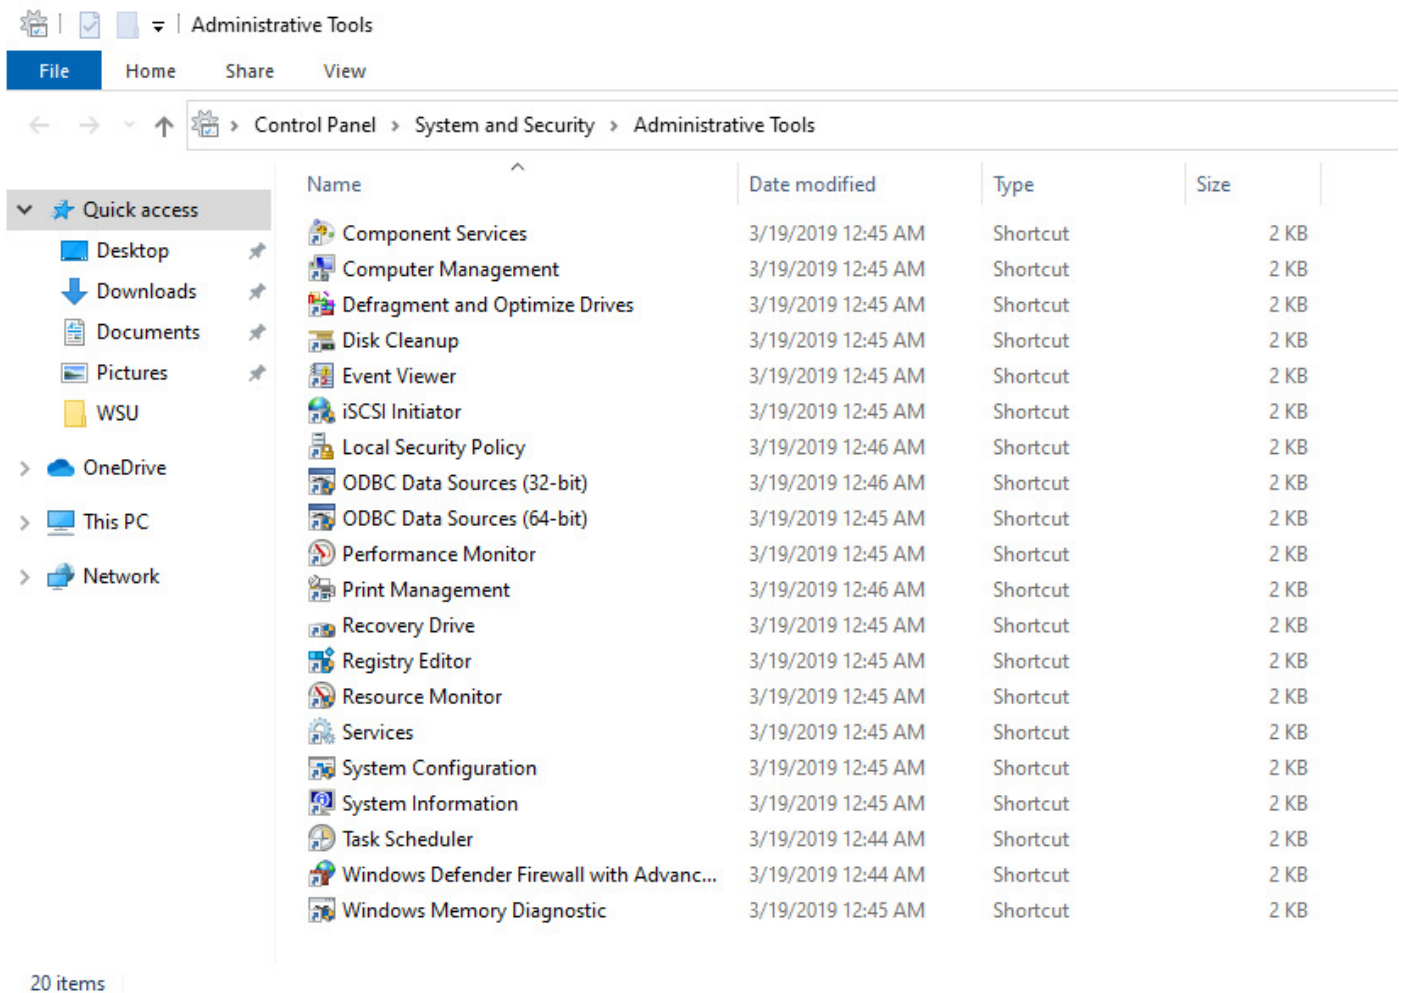 Administrative Tools
File Home Share View
Control Panel > System and Security > Administrative Tools
Name Date modified Type Size
Quick access
Desktop
Downloads
Documents
Pictures
WSU
OneDrive
This PC
Network
Component Services 3/19/2019 12:45 AM Shortcut 2 KB
Computer Management 3/19/2019 12:45 AM Shortcut 2 KB
Defragment and Optimize Drives 3/19/2019 12:45 AM Shortcut 2 KB
Disk Cleanup 3/19/2019 12:45 AM Shortcut 2 KB
Event Viewer 3/19/2019 12:45 AM Shortcut 2 KB
iSCSI Initiator 3/19/2019 12:45 AM Shortcut 2 KB
Local Security Policy 3/19/2019 12:46 AM Shortcut 2 KB
ODBC Data Sources (32-bit) 3/19/2019 12:46 AM Shortcut 2 KB
ODBC Data Sources (64-bit) 3/19/2019 12:45 AM Shortcut 2 KB
Performance Monitor 3/19/2019 12:45 AM Shortcut 2 KB
Print Management 3/19/2019 12:46 AM Shortcut 2 KB
Recovery Drive 3/19/2019 12:45 AM Shortcut 2 KB
Registry Editor 3/19/2019 12:45 AM Shortcut 2 KB
Resource Monitor 3/19/2019 12:45 AM Shortcut 2 KB
Services 3/19/2019 12:45 AM Shortcut 2 KB
System Configuration 3/19/2019 12:45 AM Shortcut 2 KB
System Information 3/19/2019 12:45 AM Shortcut 2 KB
Task Scheduler 3/19/2019 12:44 AM Shortcut 2 KB
Windows Defender Firewall with Advanc... 3/19/2019 12:44 AM Shortcut 2 KB
Windows Memory Diagnostic 3/19/2019 12:45 AM Shortcut 2 KB
20 items